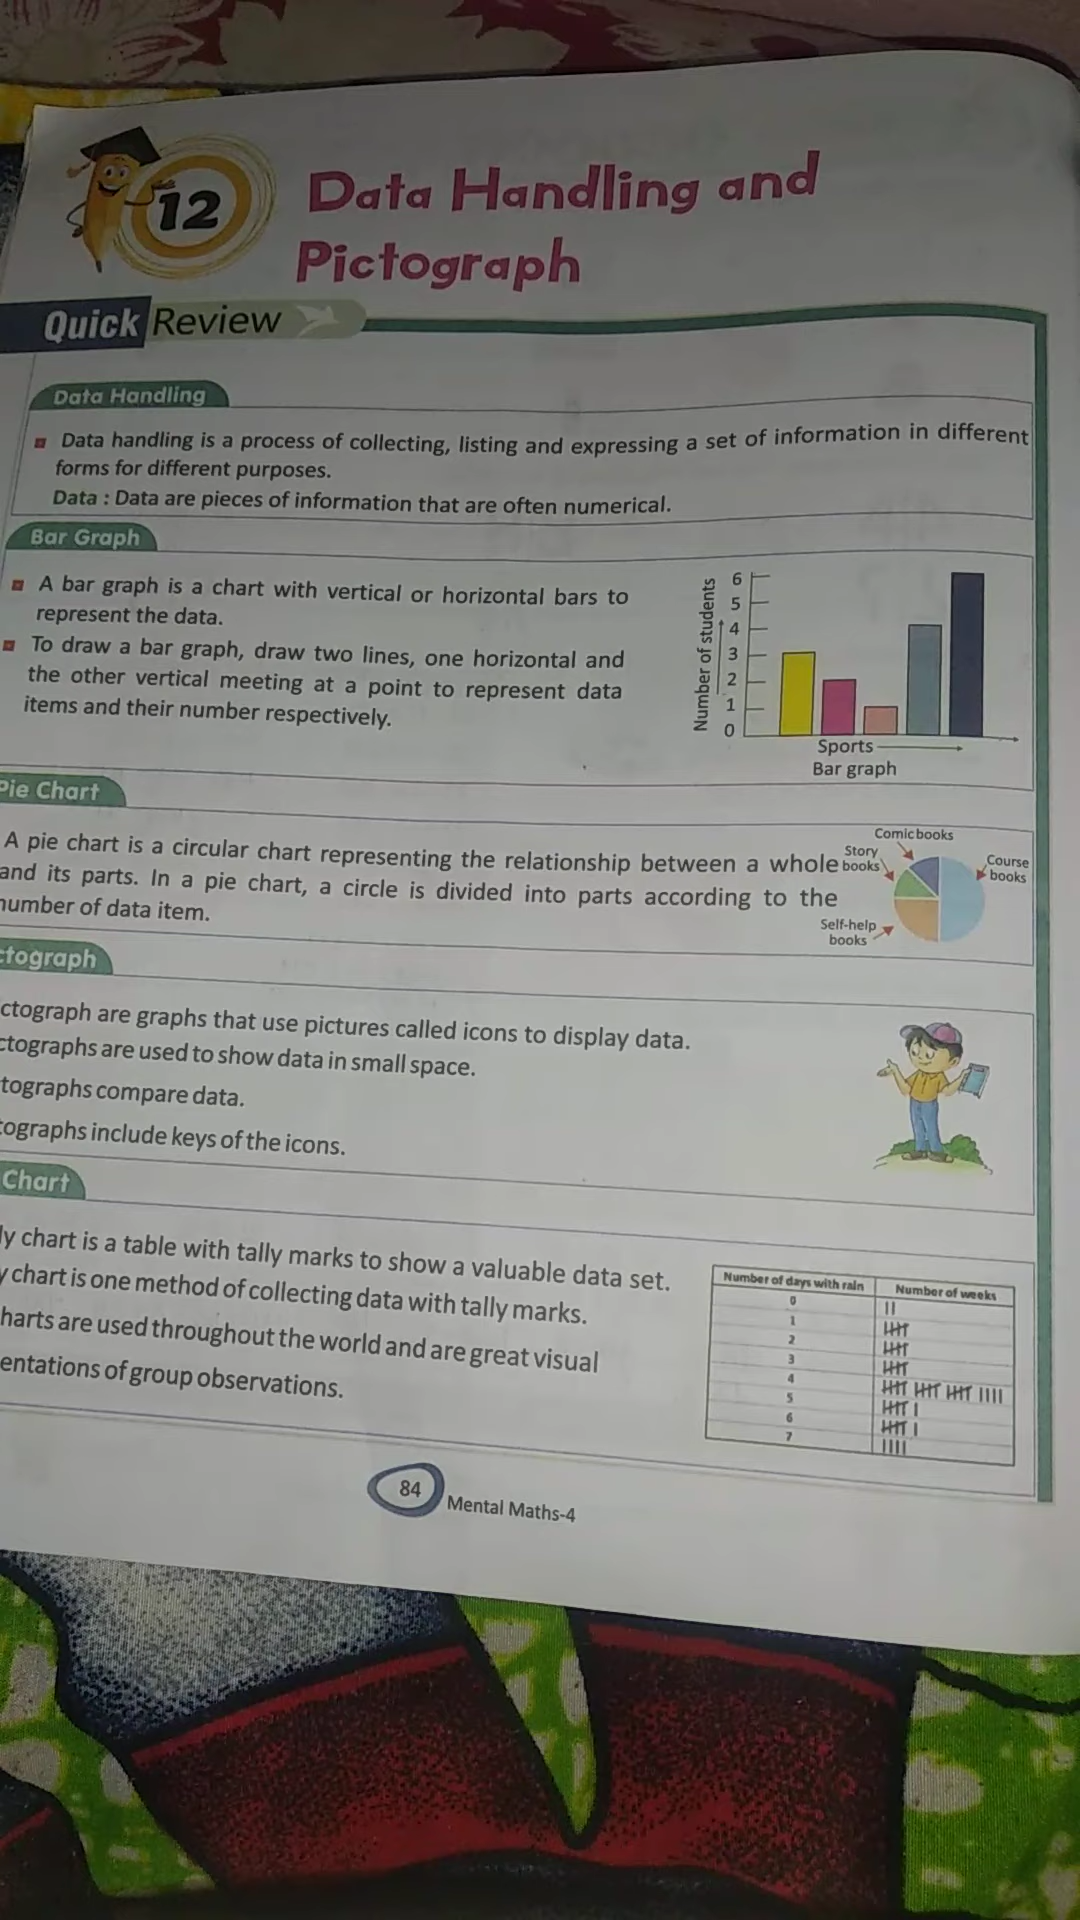 12
Data Handling and
Pictograph
Quick Review
Data Handling
Data handling is a process of collecting, listing and expressing a set of information in different
forms for different purposes.
Data : Data are pieces of information that are often numerical.
Bar Graph
A bar graph is a chart with vertical or horizontal bars to
represent the data.
To draw a bar graph, draw two lines, one horizontal and
the other vertical meeting at a point to represent data
items and their number respectively.
Number of students
6
5
4
3
2
1
0
Sports
Bar graph
Pie Chart
A pie chart is a circular chart representing the relationship between a whole
and its parts. In a pie chart, a circle is divided into parts according to the
number of data item.
Comic books
Story
books
Course
books
Self-help
books
ctograph
ctograph are graphs that use pictures called icons to display data.
ctographs are used to show data in small space.
tographs compare data.
tographs include keys of the icons.
Chart
ly chart is a table with tally marks to show a valuable data set.
y chart is one method of collecting data with tally marks.
harts are used throughout the world and are great visual
entations of group observations.
Number of days with rain Number of weeks
0
1
2
3
4
5
6
7
84
Mental Maths-4